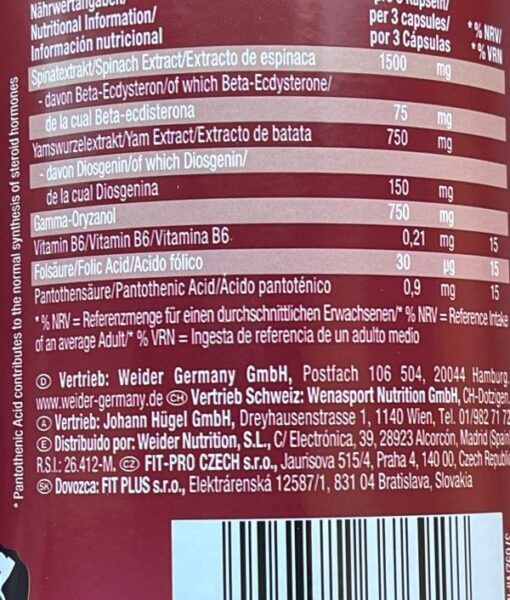 Nährwertangaben/
Nutritional Information/
Información nutricional
per 3 capsules/
por 3 Cápsulas
*% NRV/
*% VRN
Spinatextrakt/Spinach Extract/Extracto de espinaca 1500 mg
- davon Beta-Ecdysteron/of which Beta-Ecdysterone/
de la cual Beta-ecdisterona 75 mg
Yamswurzelextrakt/Yam Extract/Extracto de batata 750 mg
- davon Diosgenin/of which Diosgenin/
de la cual Diosgenina 150 mg
Gamma-Oryzanol 750 mg
Vitamin B6/Vitamin B6/Vitamina B6 0,21 mg 15
Folsäure/Folic Acid/Acido fólico 30 µg 15
Pantothensäure/Pantothenic Acid/Ácido pantoténico 0,9 mg 15
*% NRV = Referenzmenge für einen durchschnittlichen Erwachsenen/* % NRV = Reference Intake
of an average Adult/* % VRN = Ingesta de referencia de un adulto medio
D Vertrieb: Weider Germany GmbH, Postfach 106 504, 20044 Hamburg.
www.weider-germany.de CH Vertrieb Schweiz: Wenasport Nutrition GmbH, CH-Dotzigen.
A Vertrieb: Johann Hügel GmbH, Dreyhausenstrasse 1, 1140 Wien, Tel. 01/982 71 72
E Distribuido por: Weider Nutrition, S.L., C/ Electrónica, 39, 28923 Alcorcón, Madrid (Spain)
R.S.I.: 26.412-M. CZ FIT-PRO CZECH s.r.o., Jaurisova 515/4, Praha 4, 140 00, Czech Republic
SK Dovozca: FIT PLUS s.r.o., Elektrárenská 12587/1, 831 04 Bratislava, Slovakia
* Pantothenic Acid contributes to the normal synthesis of steroid hormones